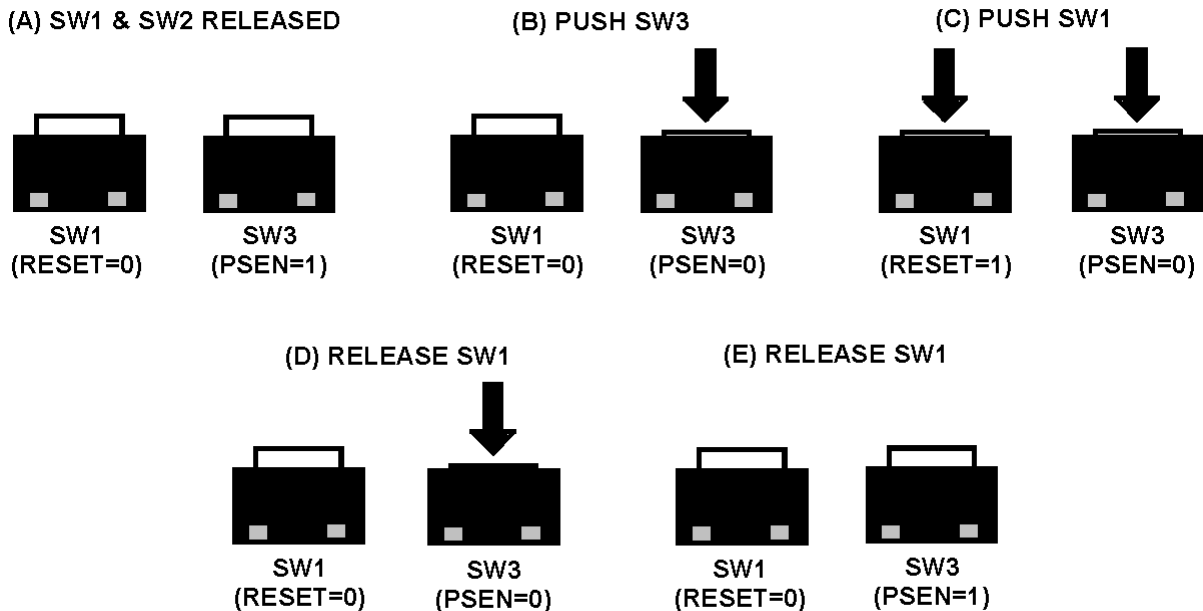 (A) SW1 & SW2 RELEASED
(B) PUSH SW3
(C) PUSH SW1
SW1
(RESET=0)
SW3
(PSEN=1)
SW1
(RESET=0)
SW3
(PSEN=0)
SW1
(RESET=1)
SW3
(PSEN=0)
(D) RELEASE SW1
(E) RELEASE SW1
SW1
(RESET=0)
SW3
(PSEN=0)
SW1
(RESET=0)
SW3
(PSEN=1)